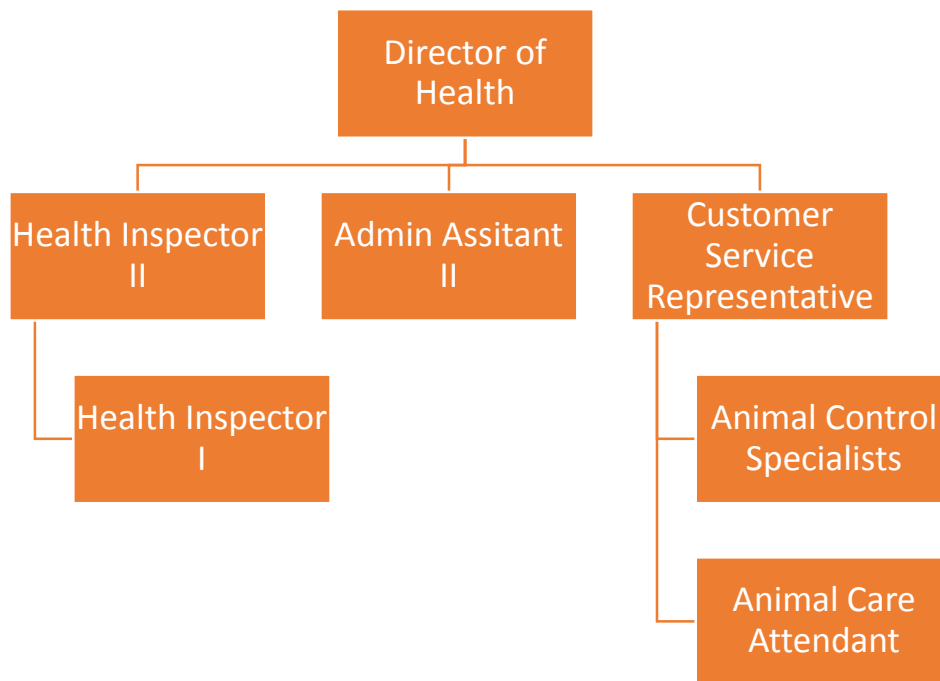 Director of
Health
Health Inspector
II
Admin Assitant
II
Customer
Service
Representative
Health Inspector
I
Animal Control
Specialists
Animal Care
Attendant